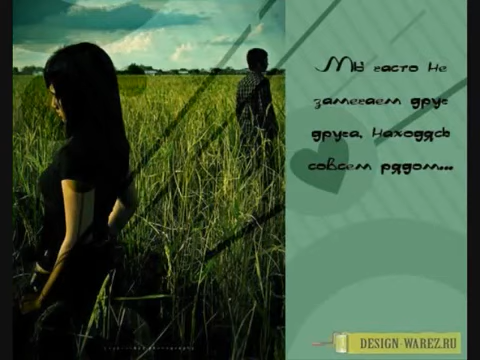 Мы часто Не
замечаем друг
друга, Находясь
совсем рядом...
DESIGN-WAREZ.RU